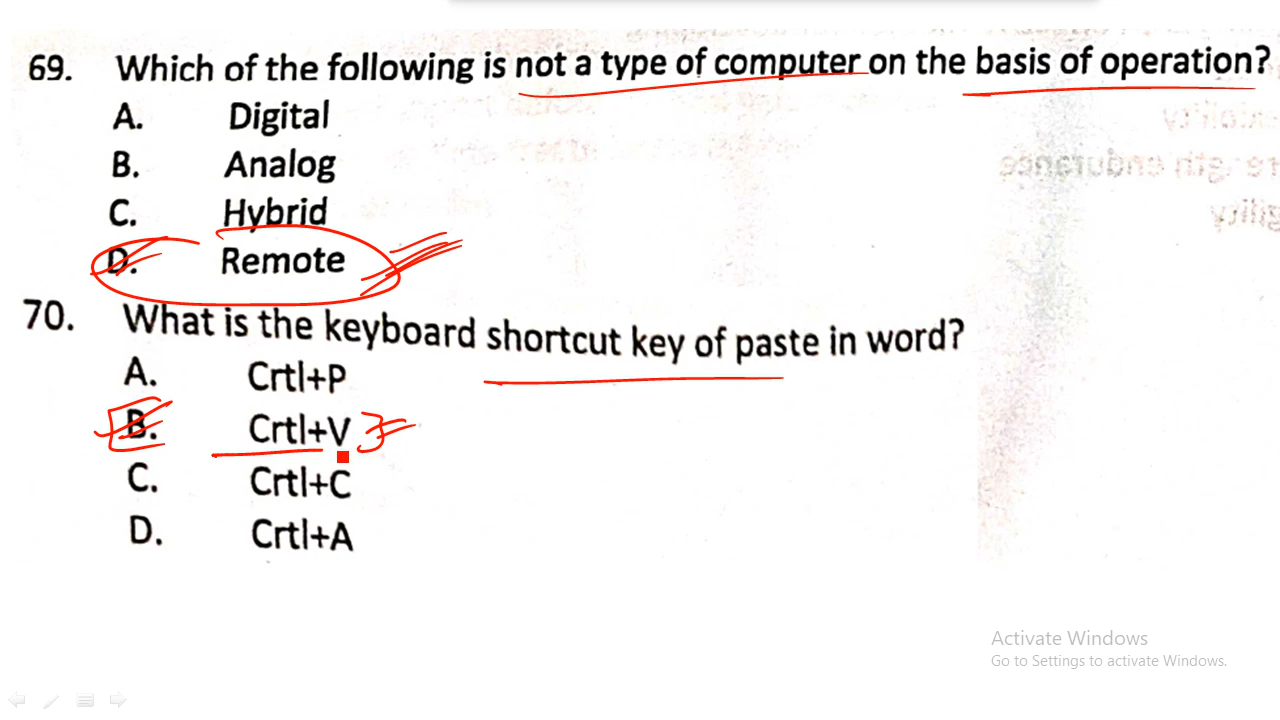 69. Which of the following is not a type of computer on the basis of operation?
A. Digital
B. Analog
C. Hybrid
D. Remote
70. What is the keyboard shortcut key of paste in word?
A. Crtl+P
B. Crtl+V
C. Crtl+C
D. Crtl+A
Activate Windows
Go to Settings to activate Windows.